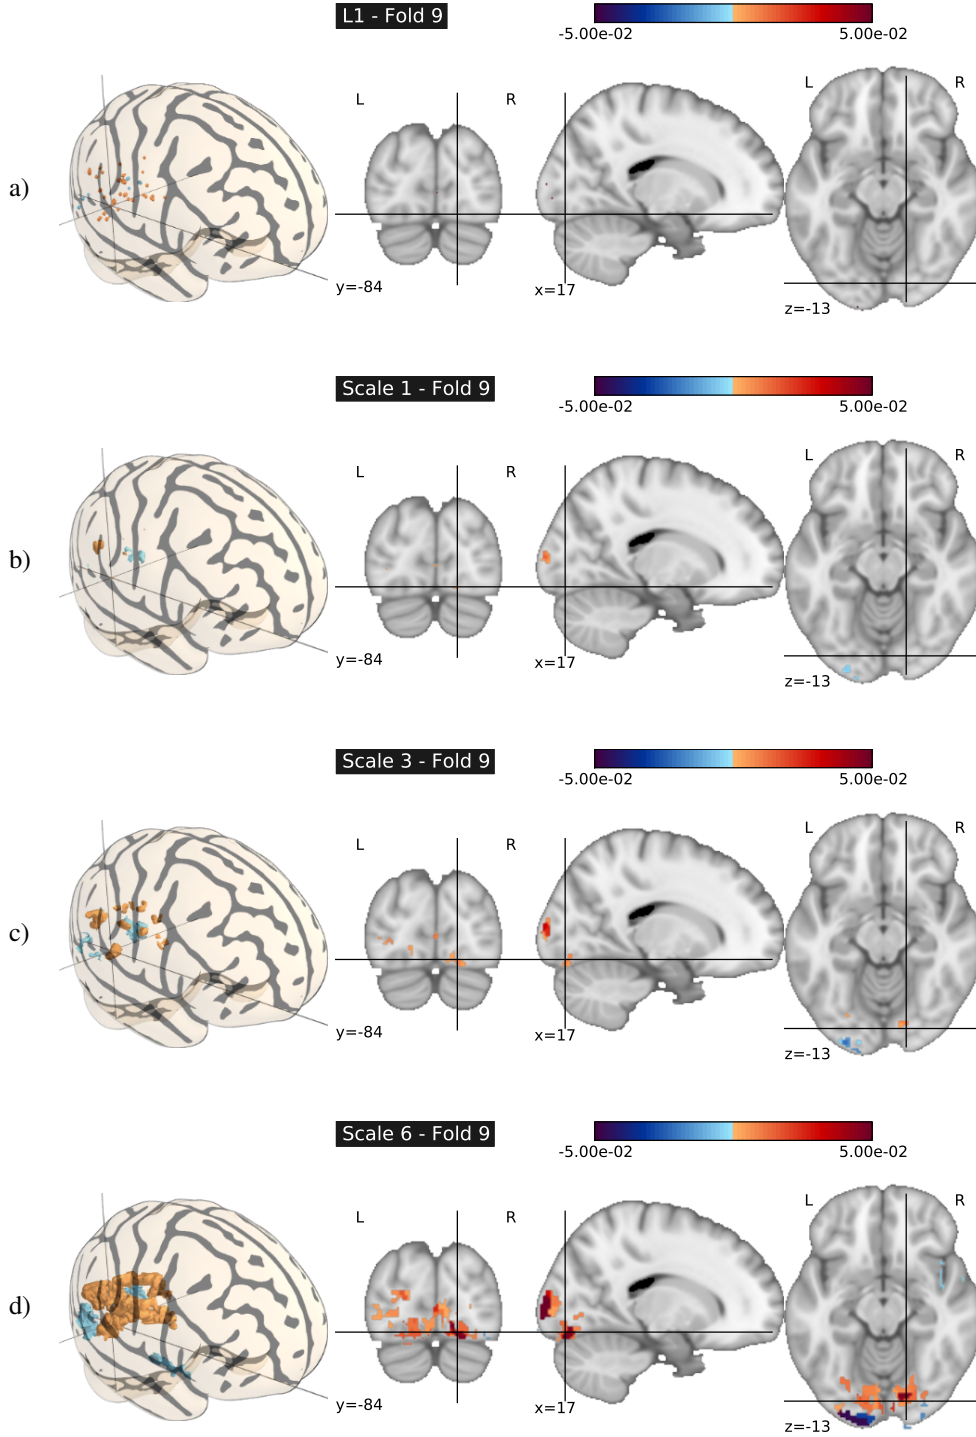 L1 - Fold 9
-5.00e-02 5.00e-02
a)
L R
L R
y=-84
x=17
z=-13
Scale 1 - Fold 9
-5.00e-02 5.00e-02
b)
L R
L R
y=-84
x=17
z=-13
Scale 3 - Fold 9
-5.00e-02 5.00e-02
c)
L R
L R
y=-84
x=17
z=-13
Scale 6 - Fold 9
-5.00e-02 5.00e-02
d)
L R
L R
y=-84
x=17
z=-13